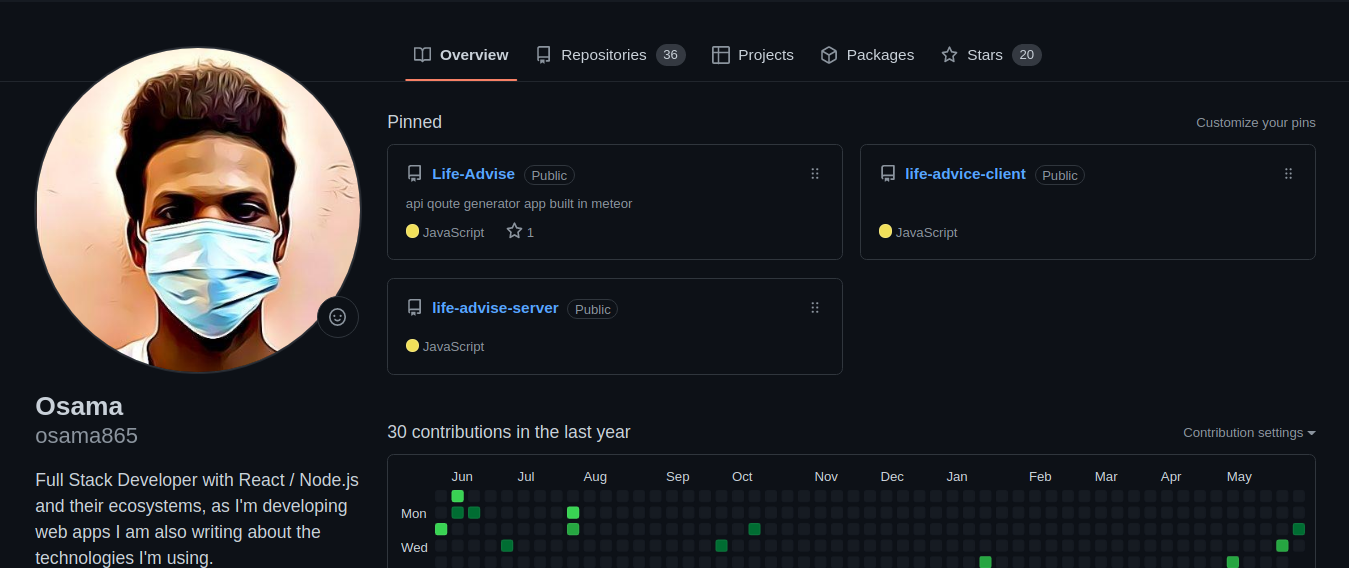 Overview Repositories 36 Projects Packages Stars 20
Pinned Customize your pins
Life-Advise Public
api qoute generator app built in meteor
JavaScript 1
life-advice-client Public
JavaScript
life-advise-server Public
JavaScript
Osama
osama865
Full Stack Developer with React / Node.js
and their ecosystems, as I'm developing
web apps I am also writing about the
technologies I'm using.
30 contributions in the last year Contribution settings
Jun Jul Aug Sep Oct Nov Dec Jan Feb Mar Apr May
Mon
Wed